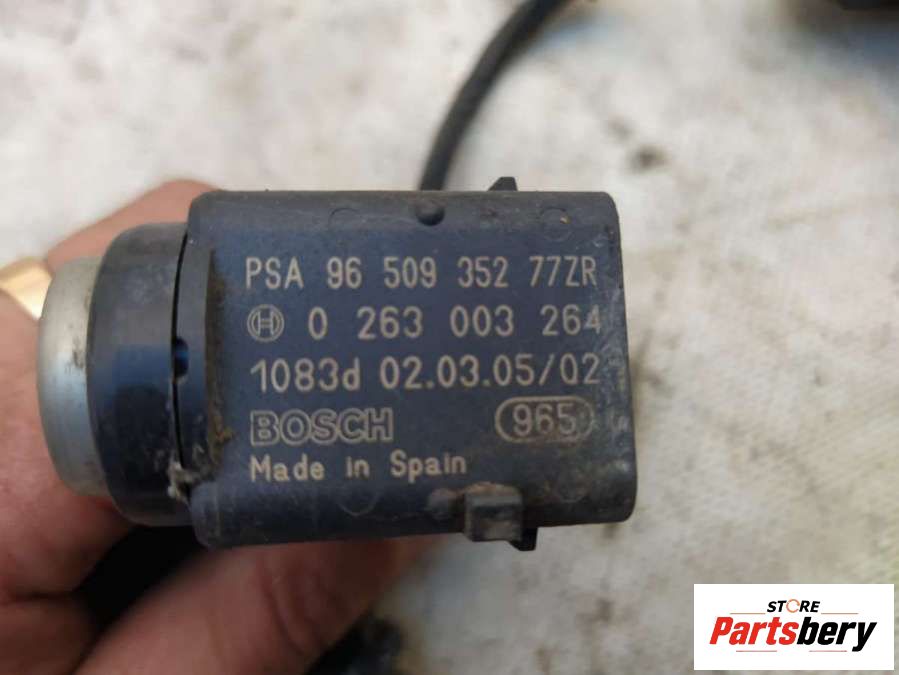 PSA 96 509 352 77ZR
0 263 003 264
1083d 02.03.05/02
BOSCH 965
Made in Spain
STORE
Partsbery